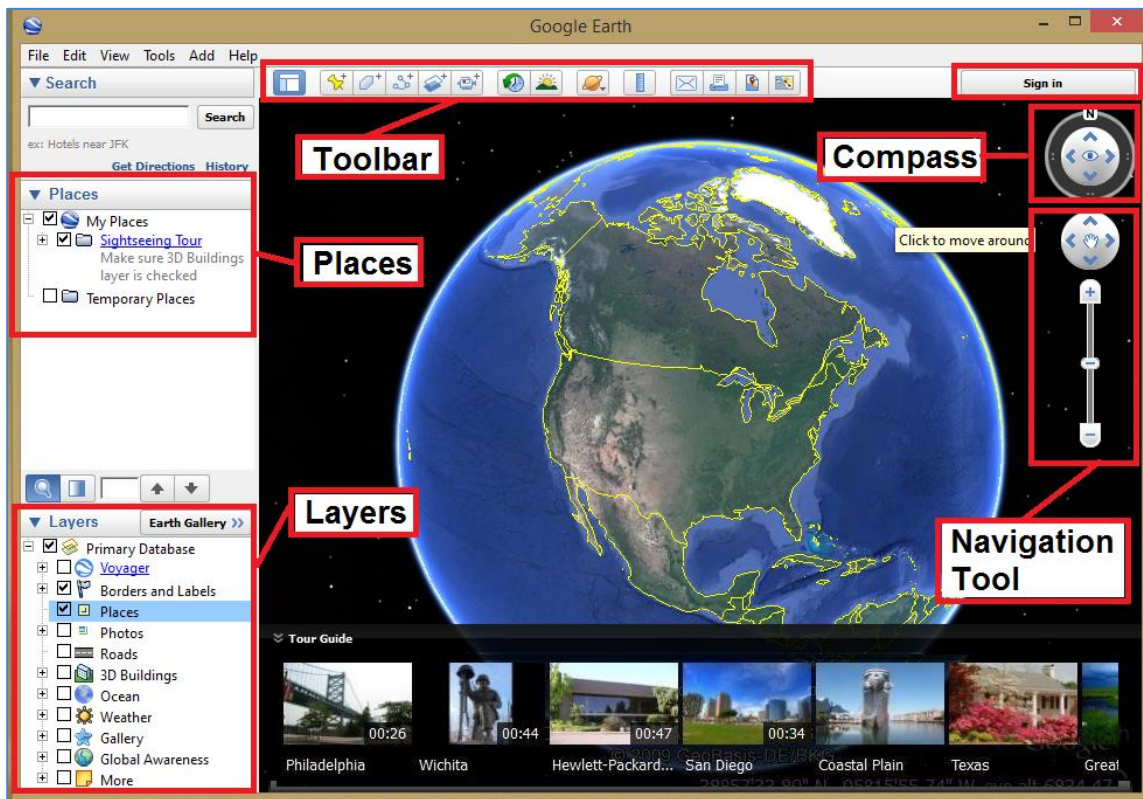 Google Earth
File Edit View Tools Add Help
Search
Search
ex: Hotels near JFK
Get Directions History
Sign in
Toolbar
Compass
N
Places
My Places
Sightseeing Tour
Make sure 3D Buildings
layer is checked
Temporary Places
Places
Click to move around
Navigation
Tool
Layers
Earth Gallery >>
Primary Database
Voyager
Borders and Labels
Places
Photos
Roads
3D Buildings
Ocean
Weather
Gallery
Global Awareness
More
Layers
Tour Guide
00:26
00:44
00:47
00:34
Philadelphia
Wichita
Hewlett-Packard...
San Diego
Coastal Plain
Texas
Great
© 2009 GeoBasis-DE/BKG